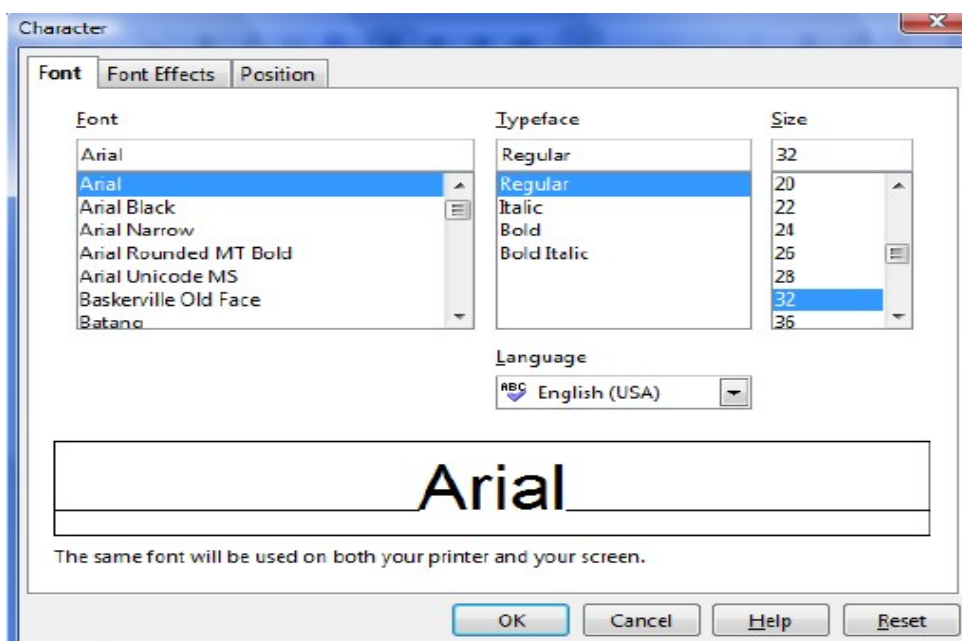 Character
Font Font Effects Position
Font Typeface Size
Arial Regular 32
Arial Regular 20
Arial Black Italic 22
Arial Narrow Bold 24
Arial Rounded MT Bold Bold Italic 26
Arial Unicode MS 28
Baskerville Old Face 32
Batang 36
Language
ABC English (USA)
Arial
The same font will be used on both your printer and your screen.
OK Cancel Help Reset